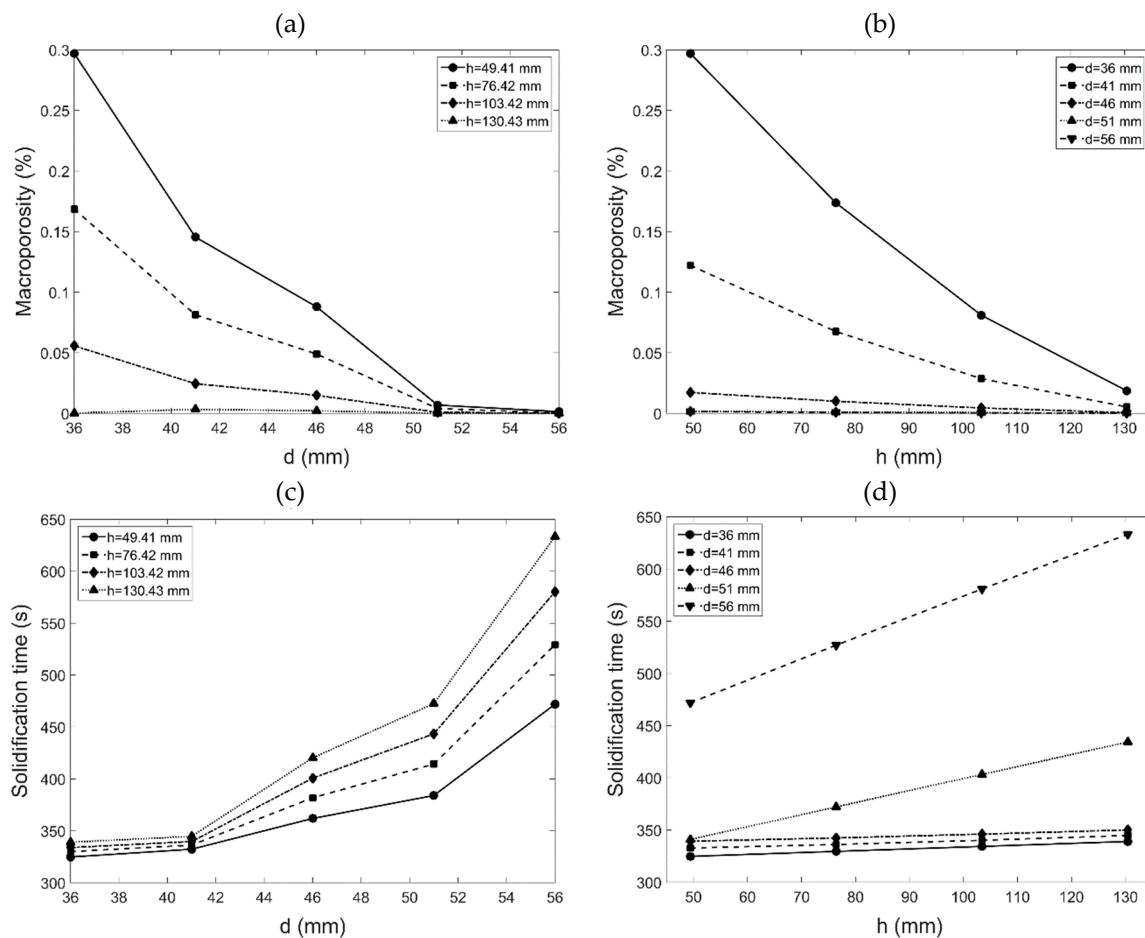 (a)
0.3
0.25
0.2
0.15
0.1
0.05
0
Macroporosity (%)
h=49.41 mm
h=76.42 mm
h=103.42 mm
h=130.43 mm
36 38 40 42 44 46 48 50 52 54 56
d (mm)
(b)
0.3
0.25
0.2
0.15
0.1
0.05
0
Macroporosity (%)
d=36 mm
d=41 mm
d=46 mm
d=51 mm
d=56 mm
50 60 70 80 90 100 110 120 130
h (mm)
(c)
650
600
550
500
450
400
350
300
Solidification time (s)
h=49.41 mm
h=76.42 mm
h=103.42 mm
h=130.43 mm
36 38 40 42 44 46 48 50 52 54 56
d (mm)
(d)
650
600
550
500
450
400
350
300
Solidification time (s)
d=36 mm
d=41 mm
d=46 mm
d=51 mm
d=56 mm
50 60 70 80 90 100 110 120 130
h (mm)